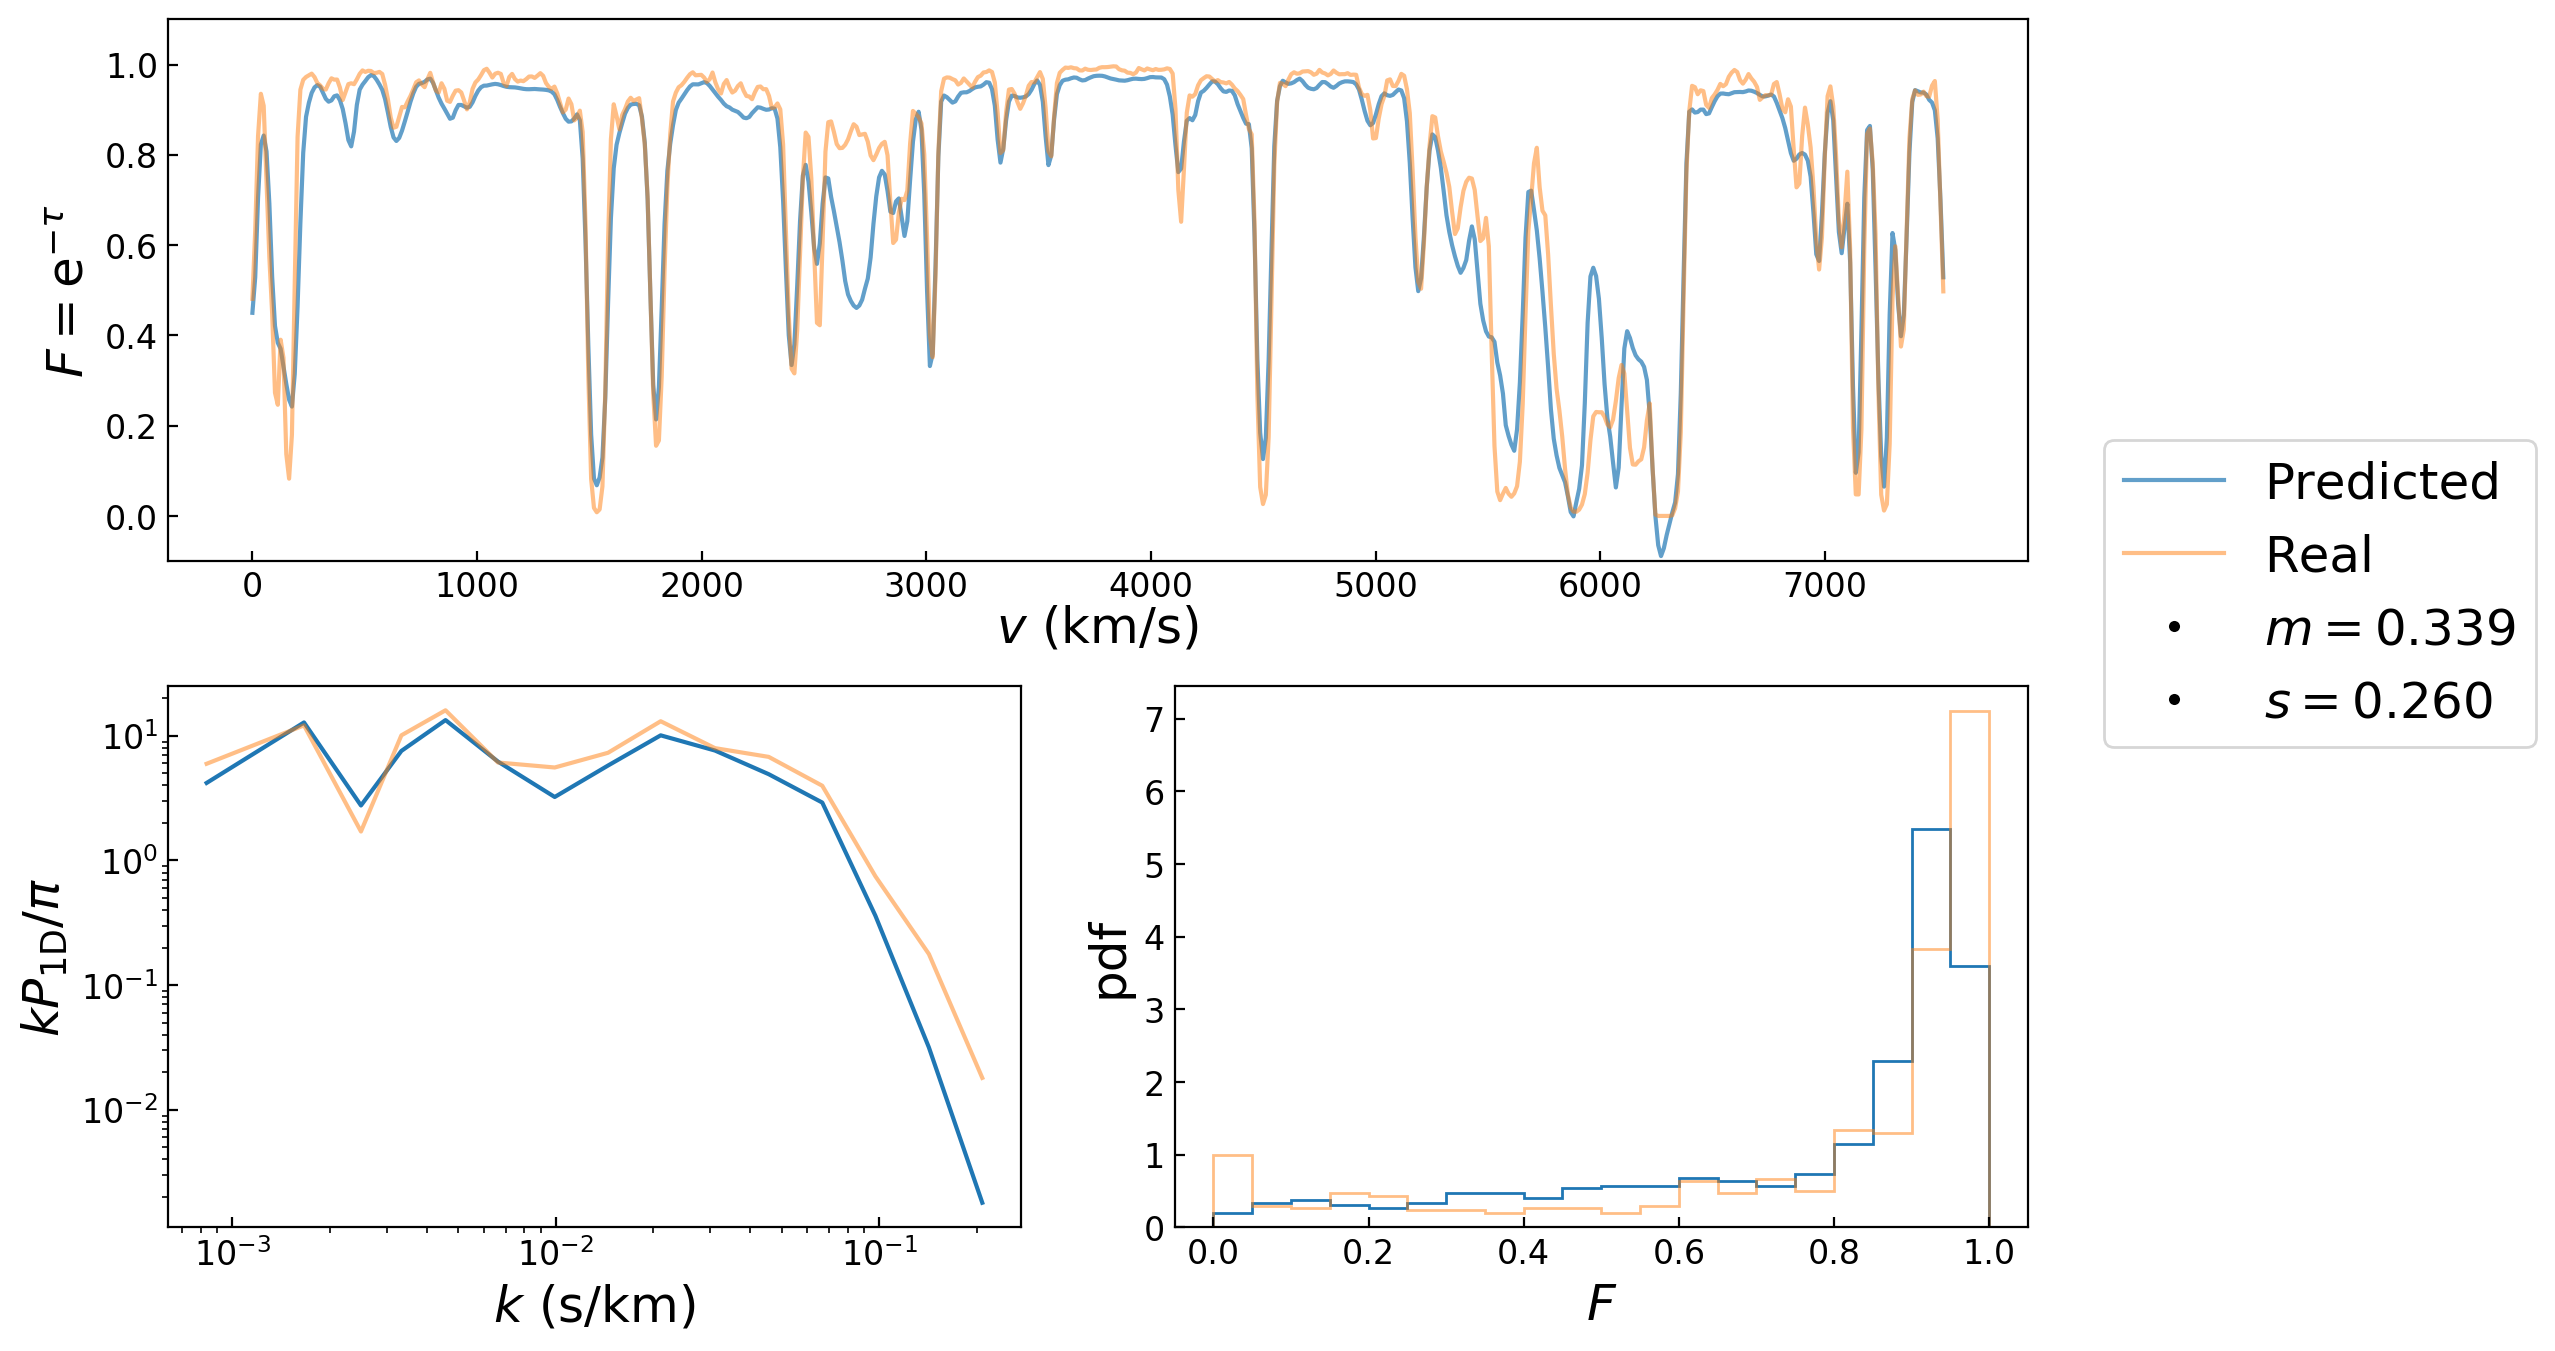 F = e^{−τ}
1.0
0.8
0.6
0.4
0.2
0.0
0 1000 2000 3000 4000 5000 6000 7000
v (km/s)
Predicted
Real
m = 0.339
s = 0.260
kP_{1D}/π
10^1
10^0
10^{−1}
10^{−2}
10^{−3} 10^{−2} 10^{−1}
k (s/km)
pdf
7
6
5
4
3
2
1
0
0.0 0.2 0.4 0.6 0.8 1.0
F